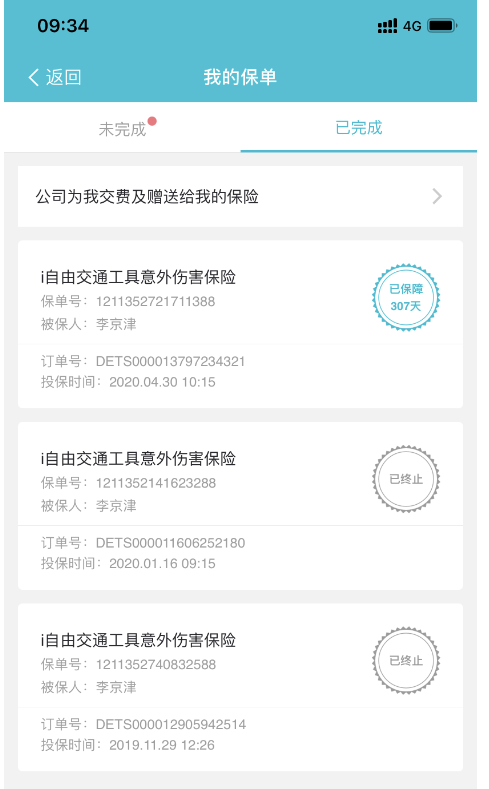 09:34
4G
返回
我的保单
未完成
已完成
公司为我交费及赠送给我的保险
i自由交通工具意外伤害保险
保单号：1211352721711388
被保人：李京津
已保障
307天
订单号：DETS000013797234321
投保时间：2020.04.30 10:15
i自由交通工具意外伤害保险
保单号：1211352141623288
被保人：李京津
已终止
订单号：DETS000011606252180
投保时间：2020.01.16 09:15
i自由交通工具意外伤害保险
保单号：1211352740832588
被保人：李京津
已终止
订单号：DETS000012905942514
投保时间：2019.11.29 12:26